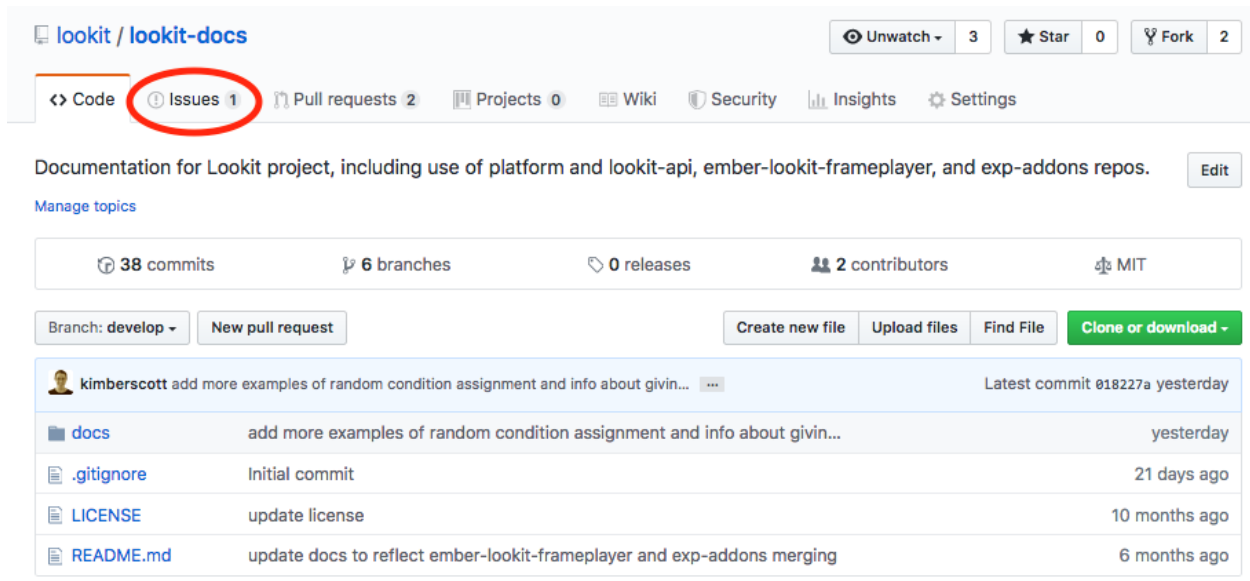 lookit / lookit-docs Unwatch 3 Star 0 Fork 2
Code Issues 1 Pull requests 2 Projects 0 Wiki Security Insights Settings
Documentation for Lookit project, including use of platform and lookit-api, ember-lookit-frameplayer, and exp-addons repos. Edit
Manage topics
38 commits 6 branches 0 releases 2 contributors MIT
Branch: develop New pull request Create new file Upload files Find File Clone or download
kimberscott add more examples of random condition assignment and info about givin... ... Latest commit 018227a yesterday
docs add more examples of random condition assignment and info about givin... yesterday
.gitignore Initial commit 21 days ago
LICENSE update license 10 months ago
README.md update docs to reflect ember-lookit-frameplayer and exp-addons merging 6 months ago